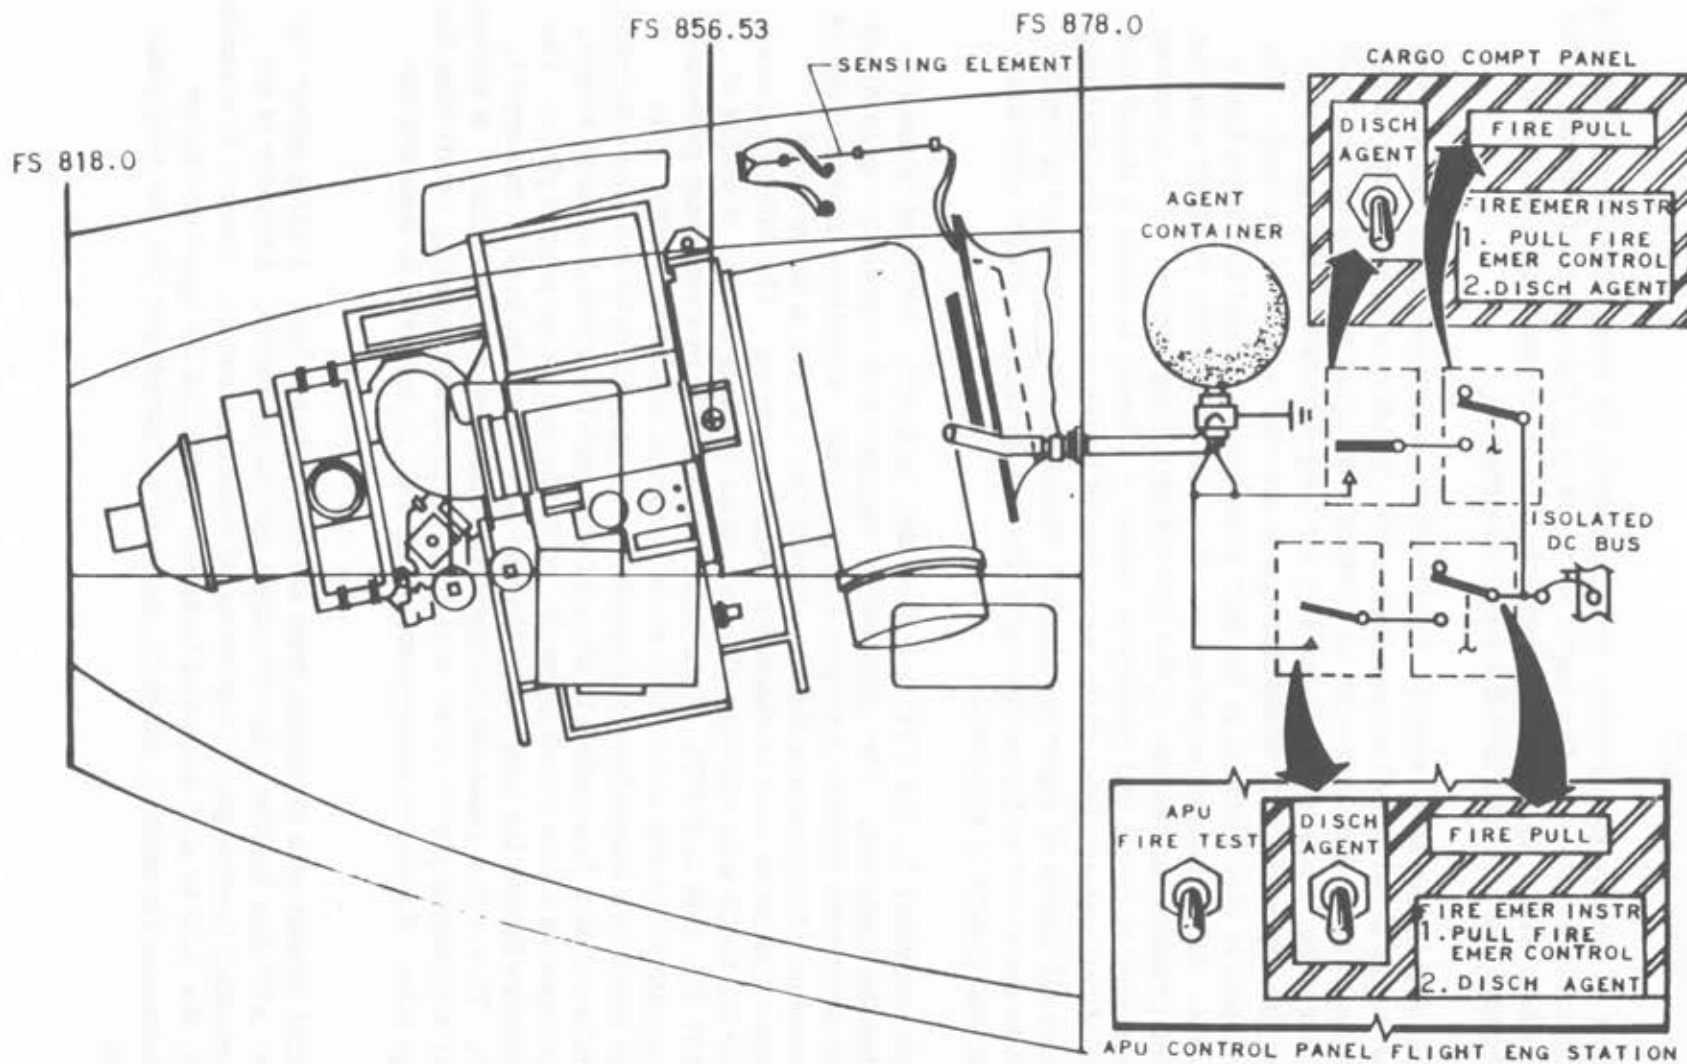 FS 818.0
FS 856.53
FS 878.0
SENSING ELEMENT
AGENT
CONTAINER
CARGO COMPT PANEL
DISCH
AGENT
FIRE PULL
FIRE EMER INSTR
1. PULL FIRE
EMER CONTROL
2. DISCH AGENT
ISOLATED
DC BUS
APU
FIRE TEST
DISCH
AGENT
FIRE PULL
FIRE EMER INSTR
1. PULL FIRE
EMER CONTROL
2. DISCH AGENT
APU CONTROL PANEL FLIGHT ENG STATION